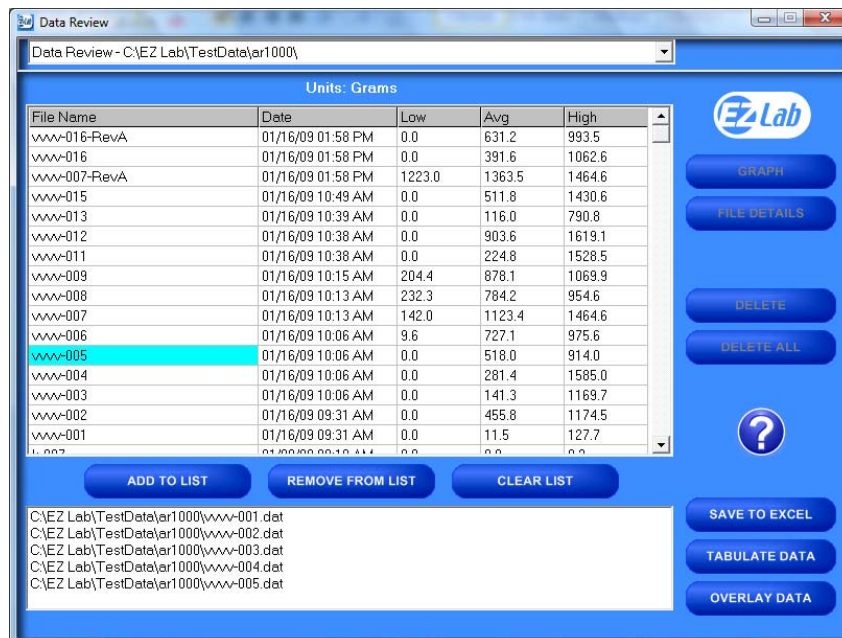 Data Review
Data Review - C:\EZ Lab\TestData\ar1000\
Units: Grams
EZ Lab
File Name Date Low Avg High
vvvv-016-RevA 01/16/09 01:58 PM 0.0 631.2 993.5
vvvv-016 01/16/09 01:58 PM 0.0 391.6 1062.6
vvvv-007-RevA 01/16/09 01:58 PM 1223.0 1363.5 1464.6
vvvv-015 01/16/09 10:49 AM 0.0 511.8 1430.6
vvvv-013 01/16/09 10:39 AM 0.0 116.0 790.8
vvvv-012 01/16/09 10:38 AM 0.0 903.6 1619.1
vvvv-011 01/16/09 10:38 AM 0.0 224.8 1528.5
vvvv-009 01/16/09 10:15 AM 204.4 878.1 1069.9
vvvv-008 01/16/09 10:13 AM 232.3 784.2 954.6
vvvv-007 01/16/09 10:13 AM 142.0 1123.4 1464.6
vvvv-006 01/16/09 10:06 AM 9.6 727.1 975.6
vvvv-005 01/16/09 10:06 AM 0.0 518.0 914.0
vvvv-004 01/16/09 10:06 AM 0.0 281.4 1585.0
vvvv-003 01/16/09 10:06 AM 0.0 141.3 1169.7
vvvv-002 01/16/09 09:31 AM 0.0 455.8 1174.5
vvvv-001 01/16/09 09:31 AM 0.0 11.5 127.7
GRAPH
FILE DETAILS
DELETE
DELETE ALL
?
ADD TO LIST REMOVE FROM LIST CLEAR LIST
C:\EZ Lab\TestData\ar1000\vvvv-001.dat
C:\EZ Lab\TestData\ar1000\vvvv-002.dat
C:\EZ Lab\TestData\ar1000\vvvv-003.dat
C:\EZ Lab\TestData\ar1000\vvvv-004.dat
C:\EZ Lab\TestData\ar1000\vvvv-005.dat
SAVE TO EXCEL
TABULATE DATA
OVERLAY DATA